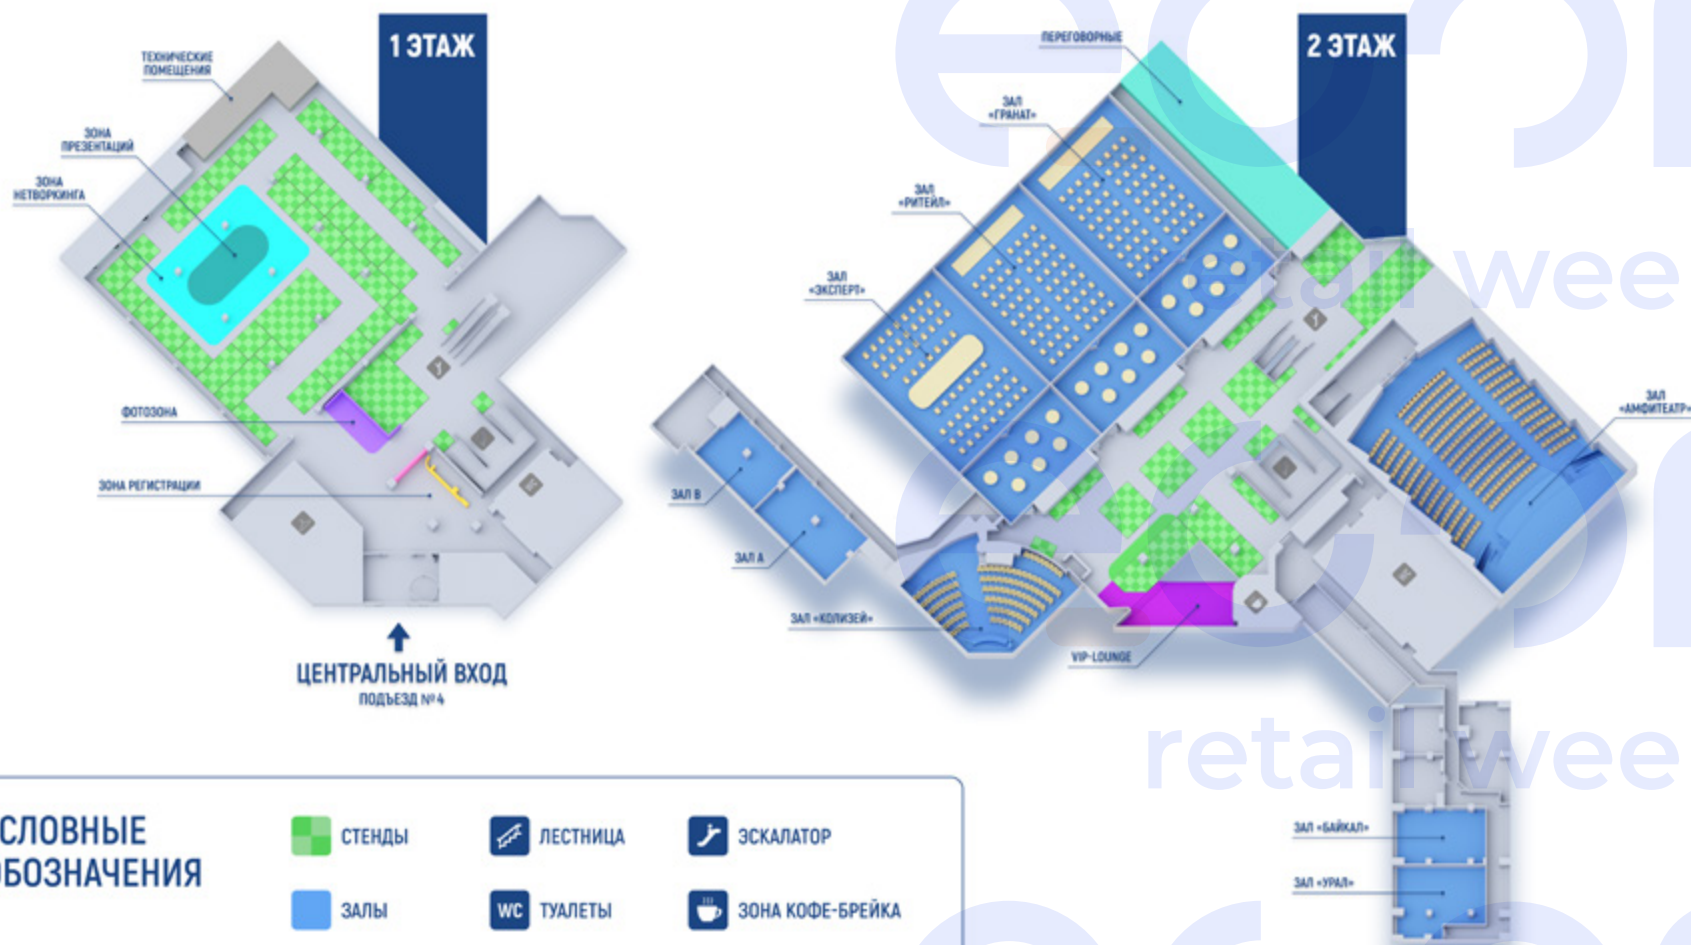 1 ЭТАЖ
ТЕХНИЧЕСКИЕ
ПОМЕЩЕНИЯ
ЗОНА
ПРЕЗЕНТАЦИЙ
ЗОНА
НЕТВОРКИНГА
ФОТОЗОНА
ЗОНА РЕГИСТРАЦИИ
ЦЕНТРАЛЬНЫЙ ВХОД
ПОДЪЕЗД №4
2 ЭТАЖ
ПЕРЕГОВОРНЫЕ
ЗАЛ
«ГРАНАТ»
ЗАЛ
«РИТЕЙЛ»
ЗАЛ
«ЭКСПЕРТ»
ЗАЛ
«АМФИТЕАТР»
ЗАЛ В
ЗАЛ А
ЗАЛ «КОЛИЗЕЙ»
VIP-LOUNGE
ЗАЛ «БАЙКАЛ»
ЗАЛ «УРАЛ»
retail wee
retail wee
СЛОВНЫЕ
ОБОЗНАЧЕНИЯ
СТЕНДЫ
ЛЕСТНИЦА
ЭСКАЛАТОР
ЗАЛЫ
WC ТУАЛЕТЫ
ЗОНА КОФЕ-БРЕЙКА